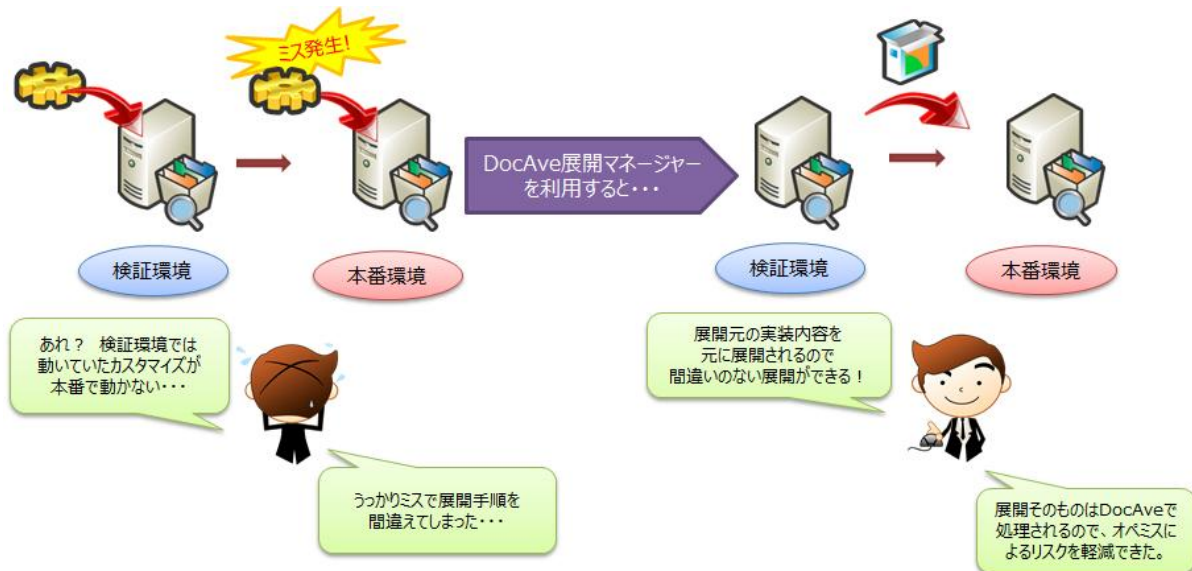 ミス発生!
DocAve展開マネージャー
を利用すると・・・
検証環境
本番環境
検証環境
本番環境
あれ？ 検証環境では
動いていたカスタマイズが
本番で動かない・・・
うっかりミスで展開手順を
間違えてしまった・・・
展開元の実装内容を
元に展開されるので
間違いのない展開ができる！
展開そのものはDocAveで
処理されるので、オペミスに
よるリスクを軽減できた。